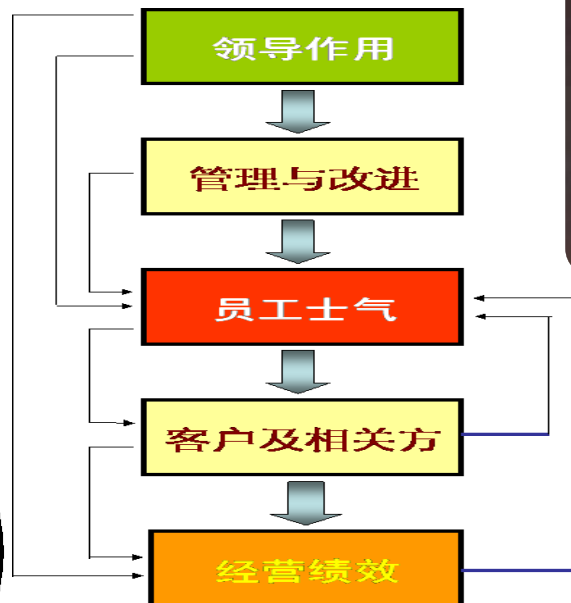 领导作用
管理与改进
员工士气
客户及相关方
经营绩效